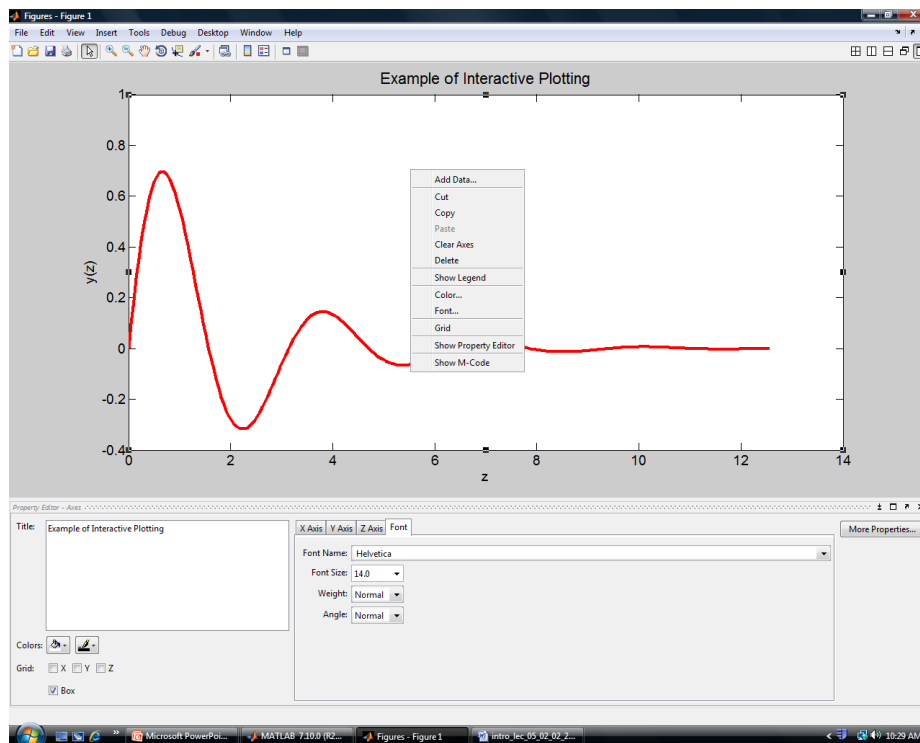 Figures - Figure 1
File Edit View Insert Tools Debug Desktop Window Help
Example of Interactive Plotting
1
0.8
0.6
0.4
0.2
0
-0.2
-0.4
y(z)
0 2 4 6 8 10 12 14
z
Add Data...
Cut
Copy
Paste
Clear Axes
Delete
Show Legend
Color...
Font...
Grid
Show Property Editor
Show M-Code
Property Editor - Axes
Title: Example of Interactive Plotting
X Axis Y Axis Z Axis Font
More Properties...
Font Name: Helvetica
Font Size: 14.0
Weight: Normal
Angle: Normal
Colors:
Grid: X Y Z
Box
Microsoft PowerPoi... MATLAB 7.10.0 (R2... Figures - Figure 1 intro_lec_05_02_02_2... 10:29 AM